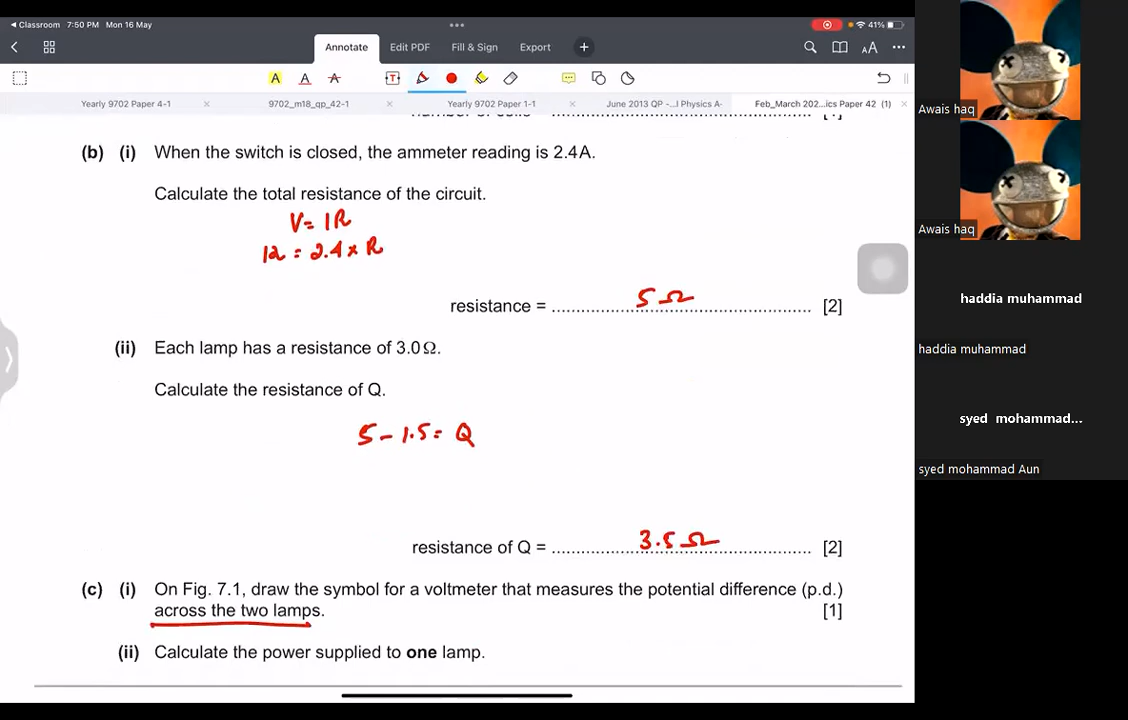 Classroom 7:50 PM Mon 16 May
41%
Annotate Edit PDF Fill & Sign Export
Yearly 9702 Paper 4-1 9702_m18_qp_42-1 Yearly 9702 Paper 1-1 June 2013 QP -...l Physics A- Feb_March 202...ics Paper 42 (1)
(b) (i) When the switch is closed, the ammeter reading is 2.4A.
Calculate the total resistance of the circuit.
V= IR
12 = 2.4 x R
resistance = 5Ω [2]
(ii) Each lamp has a resistance of 3.0Ω.
Calculate the resistance of Q.
5 - 1.5 = Q
resistance of Q = 3.5Ω [2]
(c) (i) On Fig. 7.1, draw the symbol for a voltmeter that measures the potential difference (p.d.)
across the two lamps. [1]
(ii) Calculate the power supplied to one lamp.
Awais haq
Awais haq
haddia muhammad
haddia muhammad
syed mohammad...
syed mohammad Aun